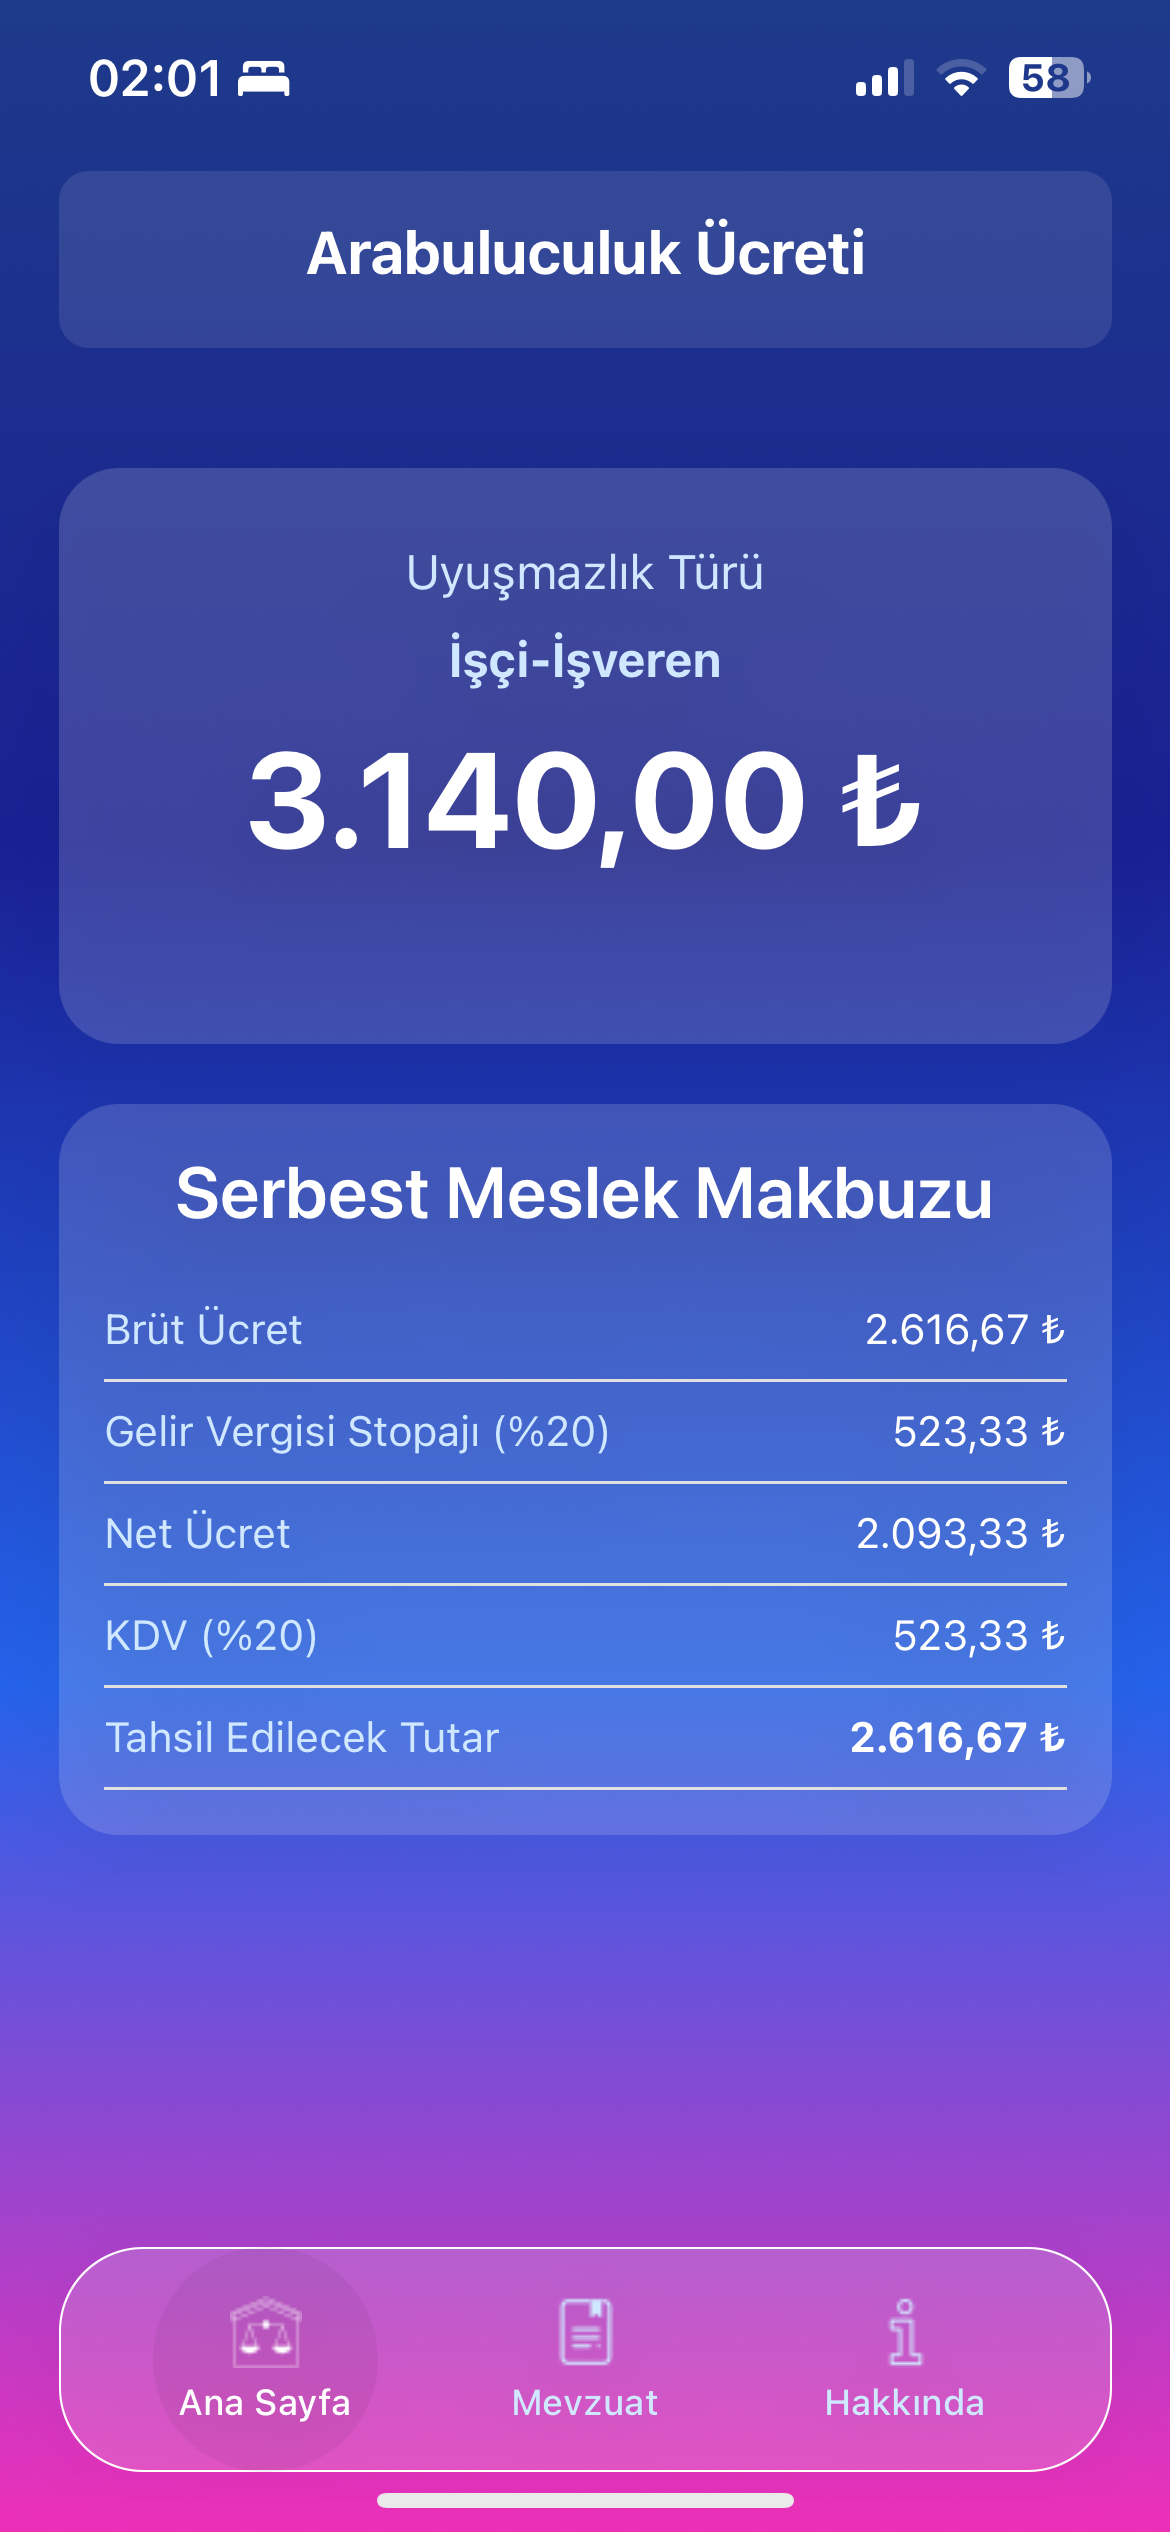 02:01
58
Arabuluculuk Ücreti
Uyuşmazlık Türü
İşçi-İşveren
3.140,00 ₺
Serbest Meslek Makbuzu
Brüt Ücret 2.616,67 ₺
Gelir Vergisi Stopajı (%20) 523,33 ₺
Net Ücret 2.093,33 ₺
KDV (%20) 523,33 ₺
Tahsil Edilecek Tutar 2.616,67 ₺
Ana Sayfa Mevzuat Hakkında